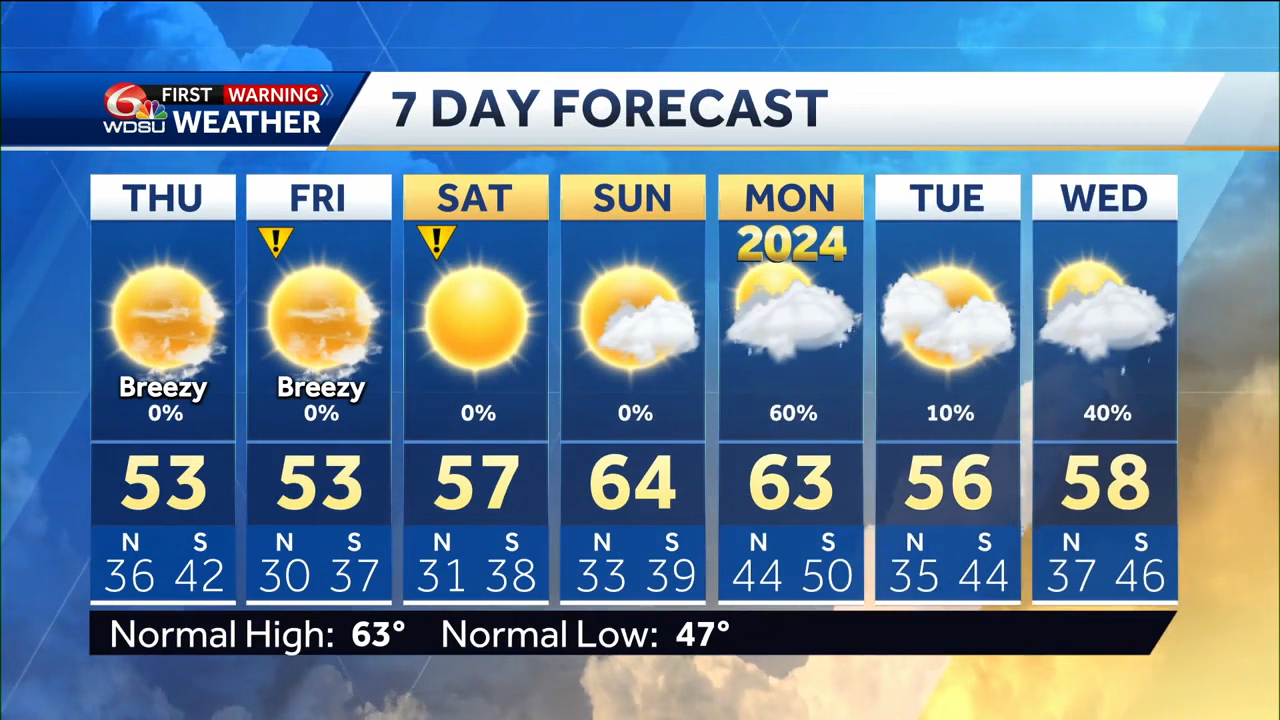 6
WDSU
FIRST WARNING
WEATHER
7 DAY FORECAST
THU FRI SAT SUN MON TUE WED
! ! 2024
Breezy Breezy
0% 0% 0% 0% 60% 10% 40%
53 53 57 64 63 56 58
N S N S N S N S N S N S N S
36 42 30 37 31 38 33 39 44 50 35 44 37 46
Normal High: 63° Normal Low: 47°